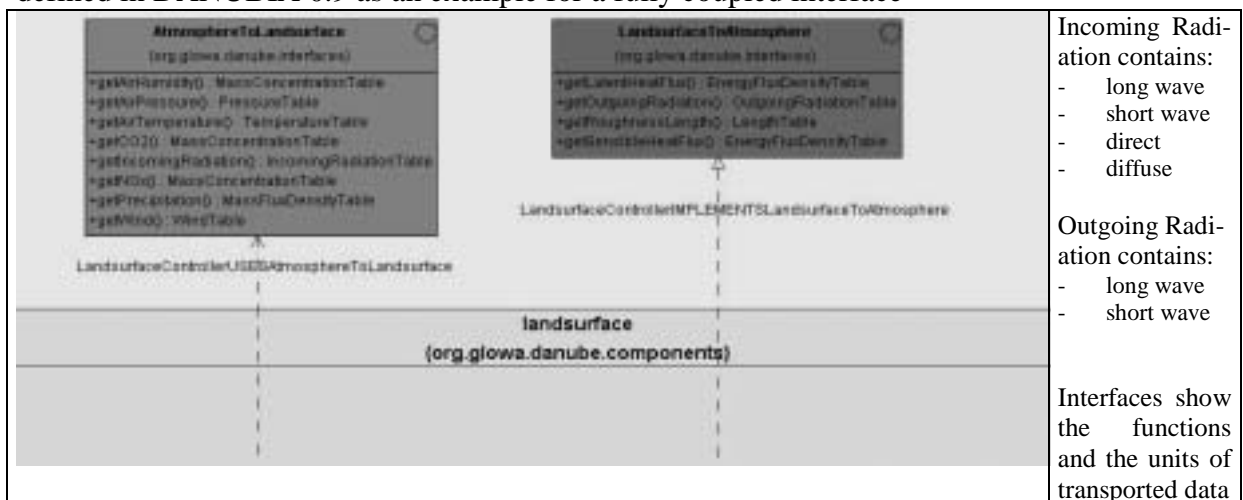 defined in DANUBIA 0.9 as an example for a fully coupled interface
AtmosphereToLandsurface
(org.glowa.danube.interfaces)
+getAirHumidity() : MassConcentrationTable
+getAirPressure() : PressureTable
+getAirTemperature() : TemperatureTable
+getCO2() : MassConcentrationTable
+getIncomingRadiation() : IncomingRadiationTable
+getNOx() : MassConcentrationTable
+getPrecipitation() : MassFluxDensityTable
+getWind() : WindTable
LandsurfaceControllerUSESAtmosphereToLandsurface
LandsurfaceToAtmosphere
(org.glowa.danube.interfaces)
+getLatentHeatFlux() : EnergyFluxDensityTable
+getOutgoingRadiation() : OutgoingRadiationTable
+getRoughnessLength() : LengthTable
+getSensibleHeatFlux() : EnergyFluxDensityTable
LandsurfaceControllerIMPLEMENTSLandsurfaceToAtmosphere
landsurface
(org.glowa.danube.components)
Incoming Radi-
ation contains:
- long wave
- short wave
- direct
- diffuse
Outgoing Radi-
ation contains:
- long wave
- short wave
Interfaces show
the functions
and the units of
transported data